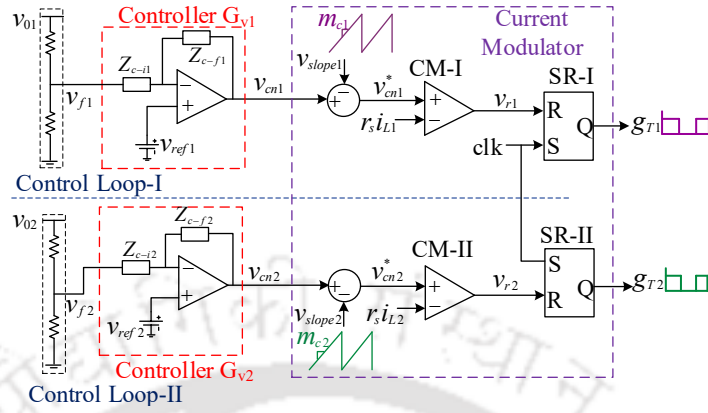 v01
Controller Gv1
Zc-i1
Zc-f1
vf1
vref1
vcn1
Control Loop-I
mc1
vslope1
v*cn1
rsiL1
CM-I
Current
Modulator
vr1
clk
SR-I
R
S
Q
gT1
v02
Controller Gv2
Zc-i2
Zc-f2
vf2
vref2
vcn2
Control Loop-II
mc2
vslope2
v*cn2
rsiL2
CM-II
vr2
SR-II
S
R
Q
gT2